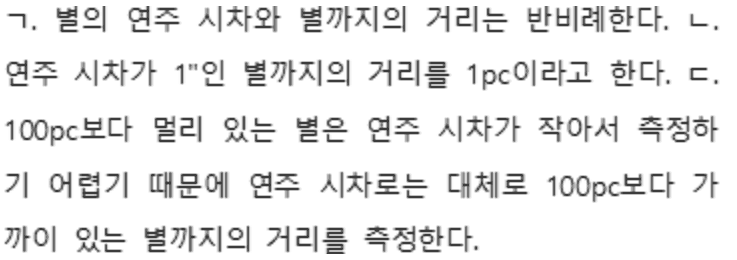 ㄱ. 별의 연주 시차와 별까지의 거리는 반비례한다. ㄴ.
연주 시차가 1"인 별까지의 거리를 1pc이라고 한다. ㄷ.
100pc보다 멀리 있는 별은 연주 시차가 작아서 측정하
기 어렵기 때문에 연주 시차로는 대체로 100pc보다 가
까이 있는 별까지의 거리를 측정한다.